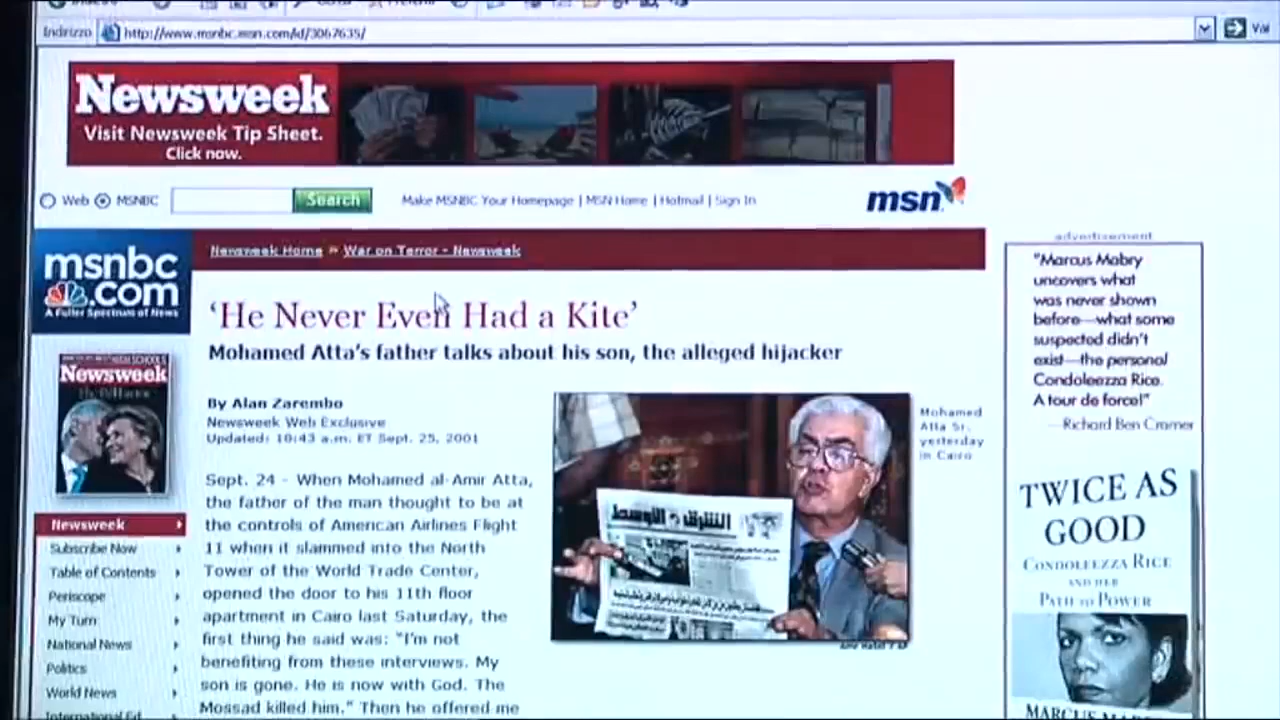 Indirizzo http://www.msnbc.msn.com/id/3067635/ Vai
Newsweek
Visit Newsweek Tip Sheet.
Click now.
Web MSNBC Search Make MSNBC Your Homepage | MSN Home | Hotmail | Sign In
msn
msnbc
.com
A Fuller Spectrum of News
Newsweek Home » War on Terror - Newsweek
'He Never Even Had a Kite'
Mohamed Atta's father talks about his son, the alleged hijacker
By Alan Zarembo
Newsweek Web Exclusive
Updated: 10:43 a.m. ET Sept. 25, 2001
Sept. 24 - When Mohamed al-Amir Atta,
the father of the man thought to be at
the controls of American Airlines Flight
11 when it slammed into the North
Tower of the World Trade Center,
opened the door to his 11th floor
apartment in Cairo last Saturday, the
first thing he said was: "I'm not
benefiting from these interviews. My
son is gone. He is now with God. The
Mossad killed him." Then he offered me
الشرق الأوسط
Mohamed
Atta Sr.
yesterday
in Cairo
Newsweek
Newsweek
Subscribe Now
Table of Contents
Periscope
My Turn
National News
Politics
World News
International Ed
advertisement
"Marcus Mabry
uncovers what
was never shown
before—what some
suspected didn't
exist—the personal
Condoleezza Rice.
A tour de force!"
—Richard Ben Cramer
TWICE AS
GOOD
CONDOLEEZZA RICE
AND HER
PATH TO POWER